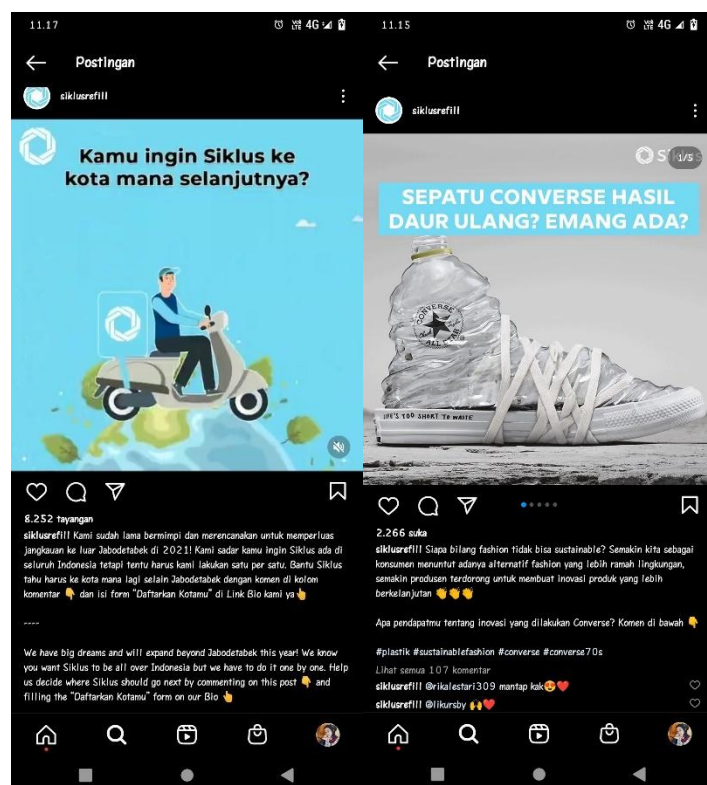 11.17
VoB LTE 4G
Postingan
siklusrefill
Kamu ingin Siklus ke
kota mana selanjutnya?
8.252 tayangan
siklusrefill Kami sudah lama bermimpi dan merencanakan untuk memperluas
jangkauan ke luar Jabodetabek di 2021! Kami sadar kamu ingin Siklus ada di
seluruh Indonesia tetapi tentu harus kami lakukan satu per satu. Bantu Siklus
tahu harus ke kota mana lagi selain Jabodetabek dengan komen di kolom
komentar 👇 dan isi form "Daftarkan Kotamu" di Link Bio kami ya👆
----
We have big dreams and will expand beyond Jabodetabek this year! We know
you want Siklus to be all over Indonesia but we have to do it one by one. Help
us decide where Siklus should go next by commenting on this post 👇 and
filling the "Daftarkan Kotamu" form on our Bio 👆
11.15
VoB LTE 4G
Postingan
siklusrefill
1/5
SEPATU CONVERSE HASIL
DAUR ULANG? EMANG ADA?
CONVERSE
ALL STAR
LIFE'S TOO SHORT TO WASTE
2.266 suka
siklusrefill Siapa bilang fashion tidak bisa sustainable? Semakin kita sebagai
konsumen menuntut adanya alternatif fashion yang lebih ramah lingkungan,
semakin produsen terdorong untuk membuat inovasi produk yang lebih
berkelanjutan 👏👏👏
Apa pendapatmu tentang inovasi yang dilakukan Converse? Komen di bawah 👇
#plastik #sustainablefashion #converse #converse70s
Lihat semua 107 komentar
siklusrefill @rikalestari309 mantap kak😍❤️
siklusrefill @likursby 🙌❤️